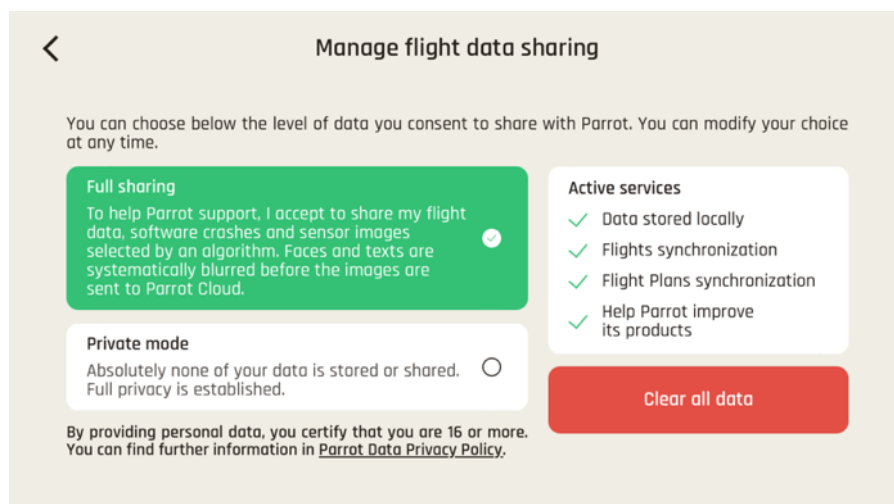 Manage flight data sharing
You can choose below the level of data you consent to share with Parrot. You can modify your choice
at any time.
Full sharing
To help Parrot support, I accept to share my flight
data, software crashes and sensor images
selected by an algorithm. Faces and texts are
systematically blurred before the images are
sent to Parrot Cloud.
Private mode
Absolutely none of your data is stored or shared.
Full privacy is established.
By providing personal data, you certify that you are 16 or more.
You can find further information in Parrot Data Privacy Policy.
Active services
Data stored locally
Flights synchronization
Flight Plans synchronization
Help Parrot improve
its products
Clear all data